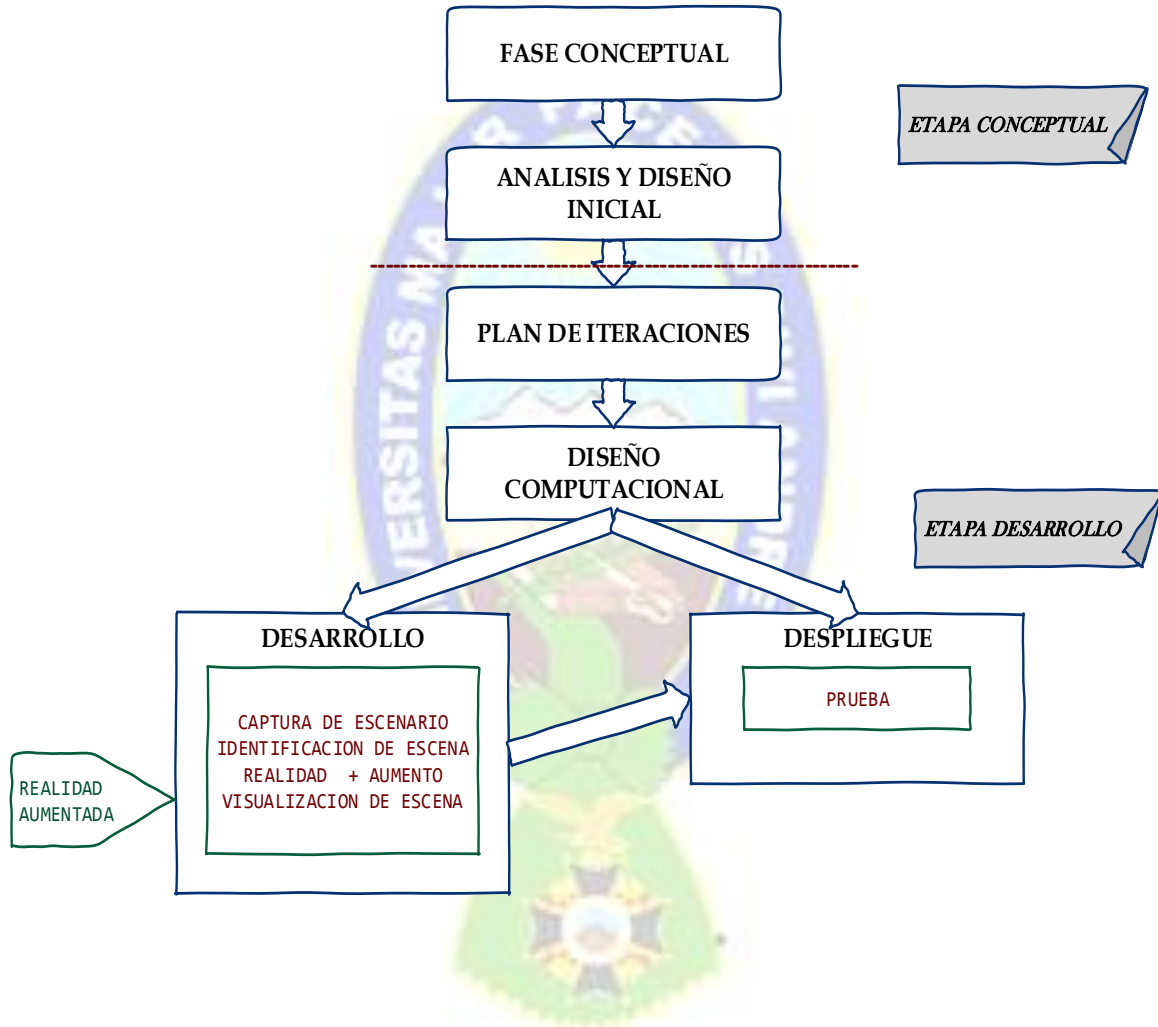 FASE CONCEPTUAL
ETAPA CONCEPTUAL
ANALISIS Y DISEÑO
INICIAL
PLAN DE ITERACIONES
DISEÑO
COMPUTACIONAL
ETAPA DESARROLLO
DESARROLLO
CAPTURA DE ESCENARIO
IDENTIFICACION DE ESCENA
REALIDAD + AUMENTO
VISUALIZACION DE ESCENA
DESPLIEGUE
PRUEBA
REALIDAD
AUMENTADA